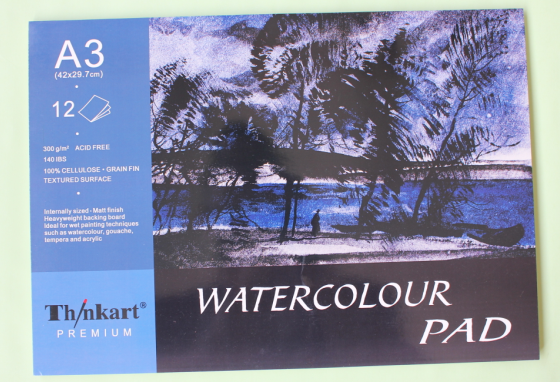 A3
(42x29.7cm)
12
300 g/m² ACID FREE
140 IBS
100% CELLULOSE • GRAIN FIN
TEXTURED SURFACE
Internally sized - Matt finish
Heavyweight backing board
Ideal for wet painting techniques
such as watercolour, gouache,
tempera and acrylic
Thinkart®
PREMIUM
WATERCOLOUR
PAD